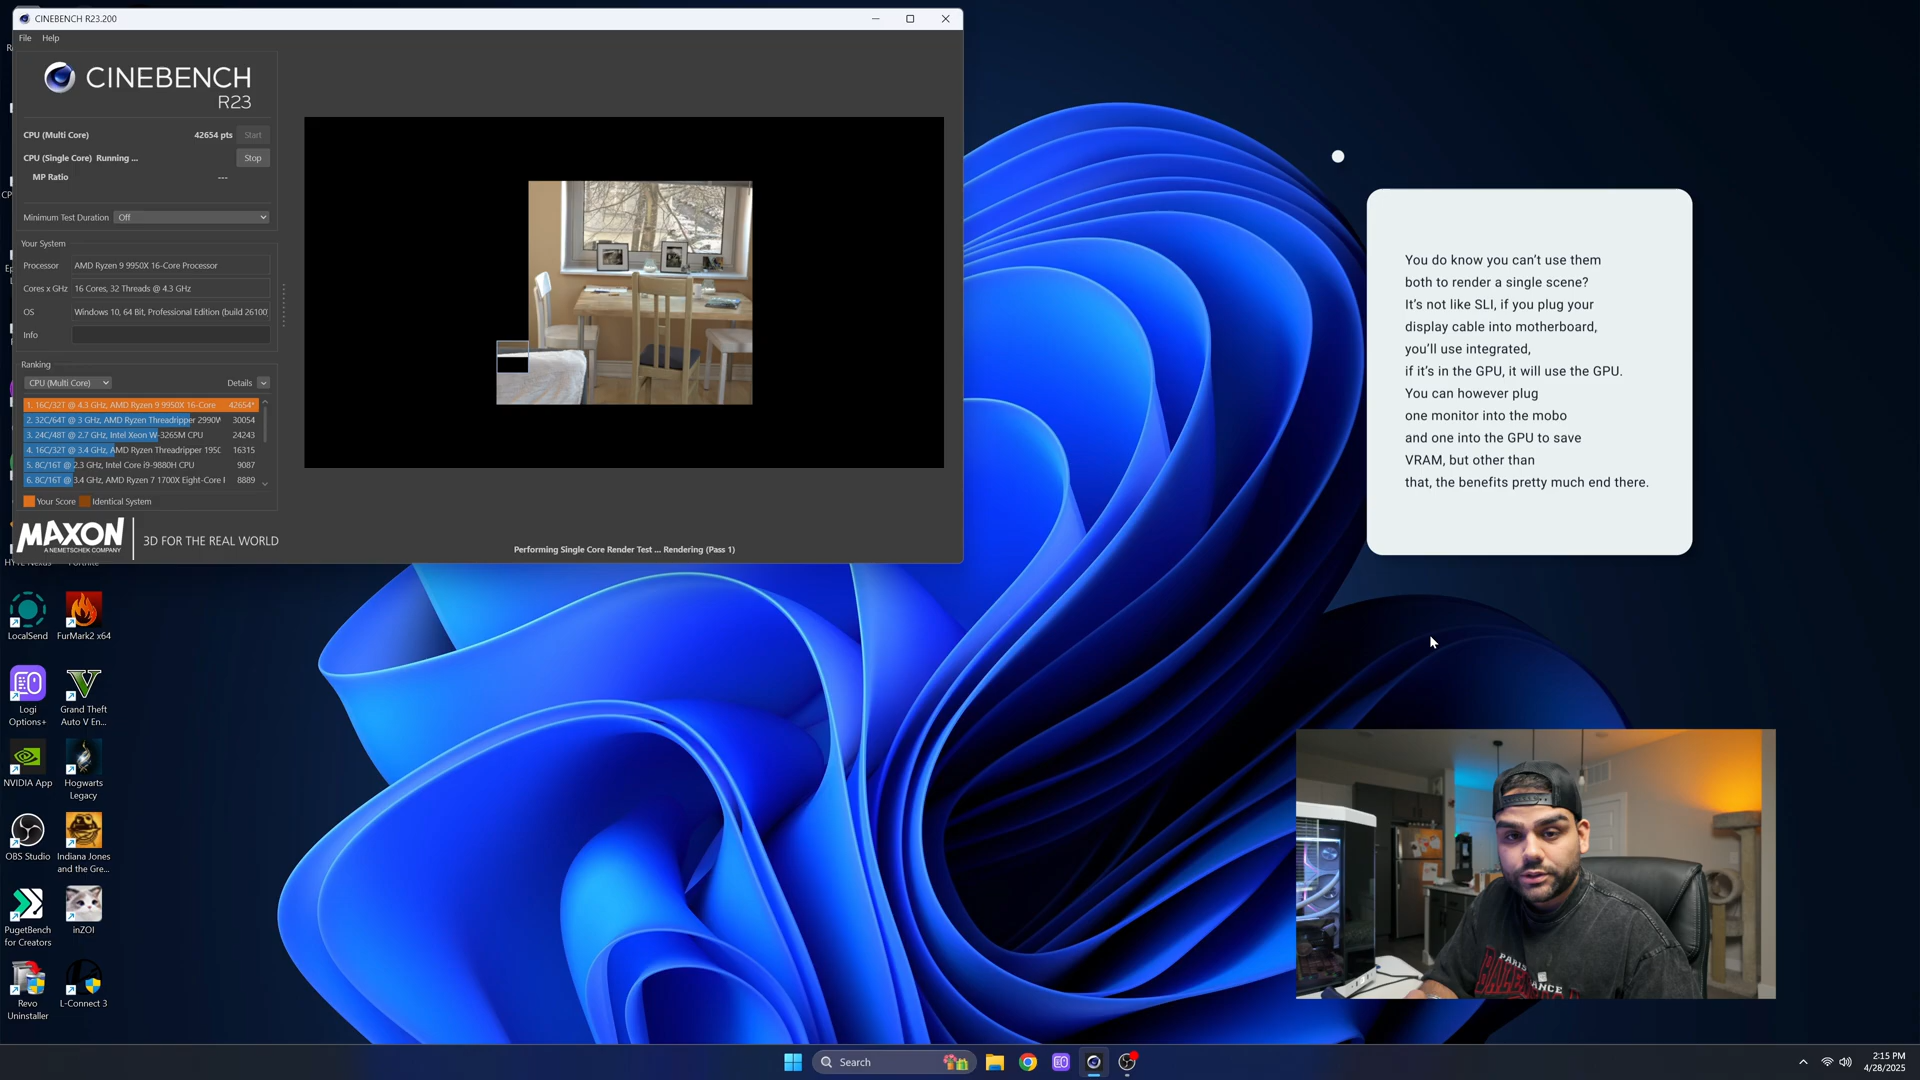 CINEBENCH R23.200
File Help
CINEBENCH
R23
CPU (Multi Core) 42654 pts Start
CPU (Single Core) Running ... Stop
MP Ratio ---
Minimum Test Duration Off
Your System
Processor AMD Ryzen 9 9950X 16-Core Processor
Cores x GHz 16 Cores, 32 Threads @ 4.3 GHz
OS Windows 10, 64 Bit, Professional Edition (build 26100)
Info
Ranking
CPU (Multi Core) Details
1. 16C/32T @ 4.3 GHz, AMD Ryzen 9 9950X 16-Core 42654*
2. 32C/64T @ 3 GHz, AMD Ryzen Threadripper 2990W 30054
3. 24C/48T @ 2.7 GHz, Intel Xeon W-3265M CPU 24243
4. 16C/32T @ 3.4 GHz, AMD Ryzen Threadripper 195 16315
5. 8C/16T @ 2.3 GHz, Intel Core i9-9880H CPU 9087
6. 8C/16T @ 3.4 GHz, AMD Ryzen 7 1700X Eight-Core 8889
Your Score Identical System
MAXON
A NEMETSCHEK COMPANY
3D FOR THE REAL WORLD
Performing Single Core Render Test ... Rendering (Pass 1)
You do know you can’t use them
both to render a single scene?
It’s not like SLI, if you plug your
display cable into motherboard,
you’ll use integrated,
if it’s in the GPU, it will use the GPU.
You can however plug
one monitor into the mobo
and one into the GPU to save
VRAM, but other than
that, the benefits pretty much end there.
LocalSend FurMark2 x64
Logi Options+
Grand Theft Auto V En...
NVIDIA App
Hogwarts Legacy
OBS Studio
Indiana Jones and the Gre...
PugetBench for Creators
inZOI
Revo Uninstaller
L-Connect 3
PARIS
FRANCE
Search
2:15 PM
4/28/2025